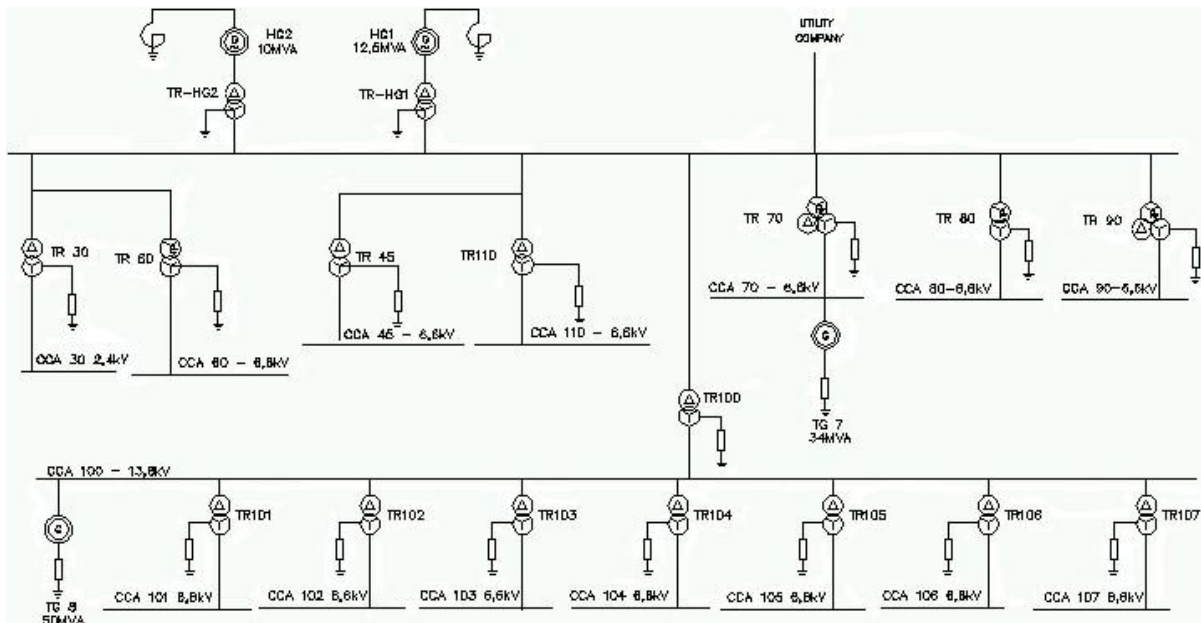 HG2
10MVA
HG1
12,5MVA
UTILITY
COMPANY
TR-HG2
TR-HG1
TR 30
TR 60
TR 45
TR110
TR 70
TR 80
TR 90
CCA 30 2,4kV
CCA 60 - 6,6kV
CCA 45 - 6,6kV
CCA 110 - 6,6kV
CCA 70 - 6,6kV
CCA 80-6,6kV
CCA 90-6,6kV
G
TG 7
34MVA
TR100
CCA 100 - 13,8kV
G
TG 8
50MVA
TR101
TR102
TR103
TR104
TR105
TR106
TR107
CCA 101 6,6kV
CCA 102 6,6kV
CCA 103 6,6kV
CCA 104 6,6kV
CCA 105 6,6kV
CCA 106 6,6kV
CCA 107 6,6kV